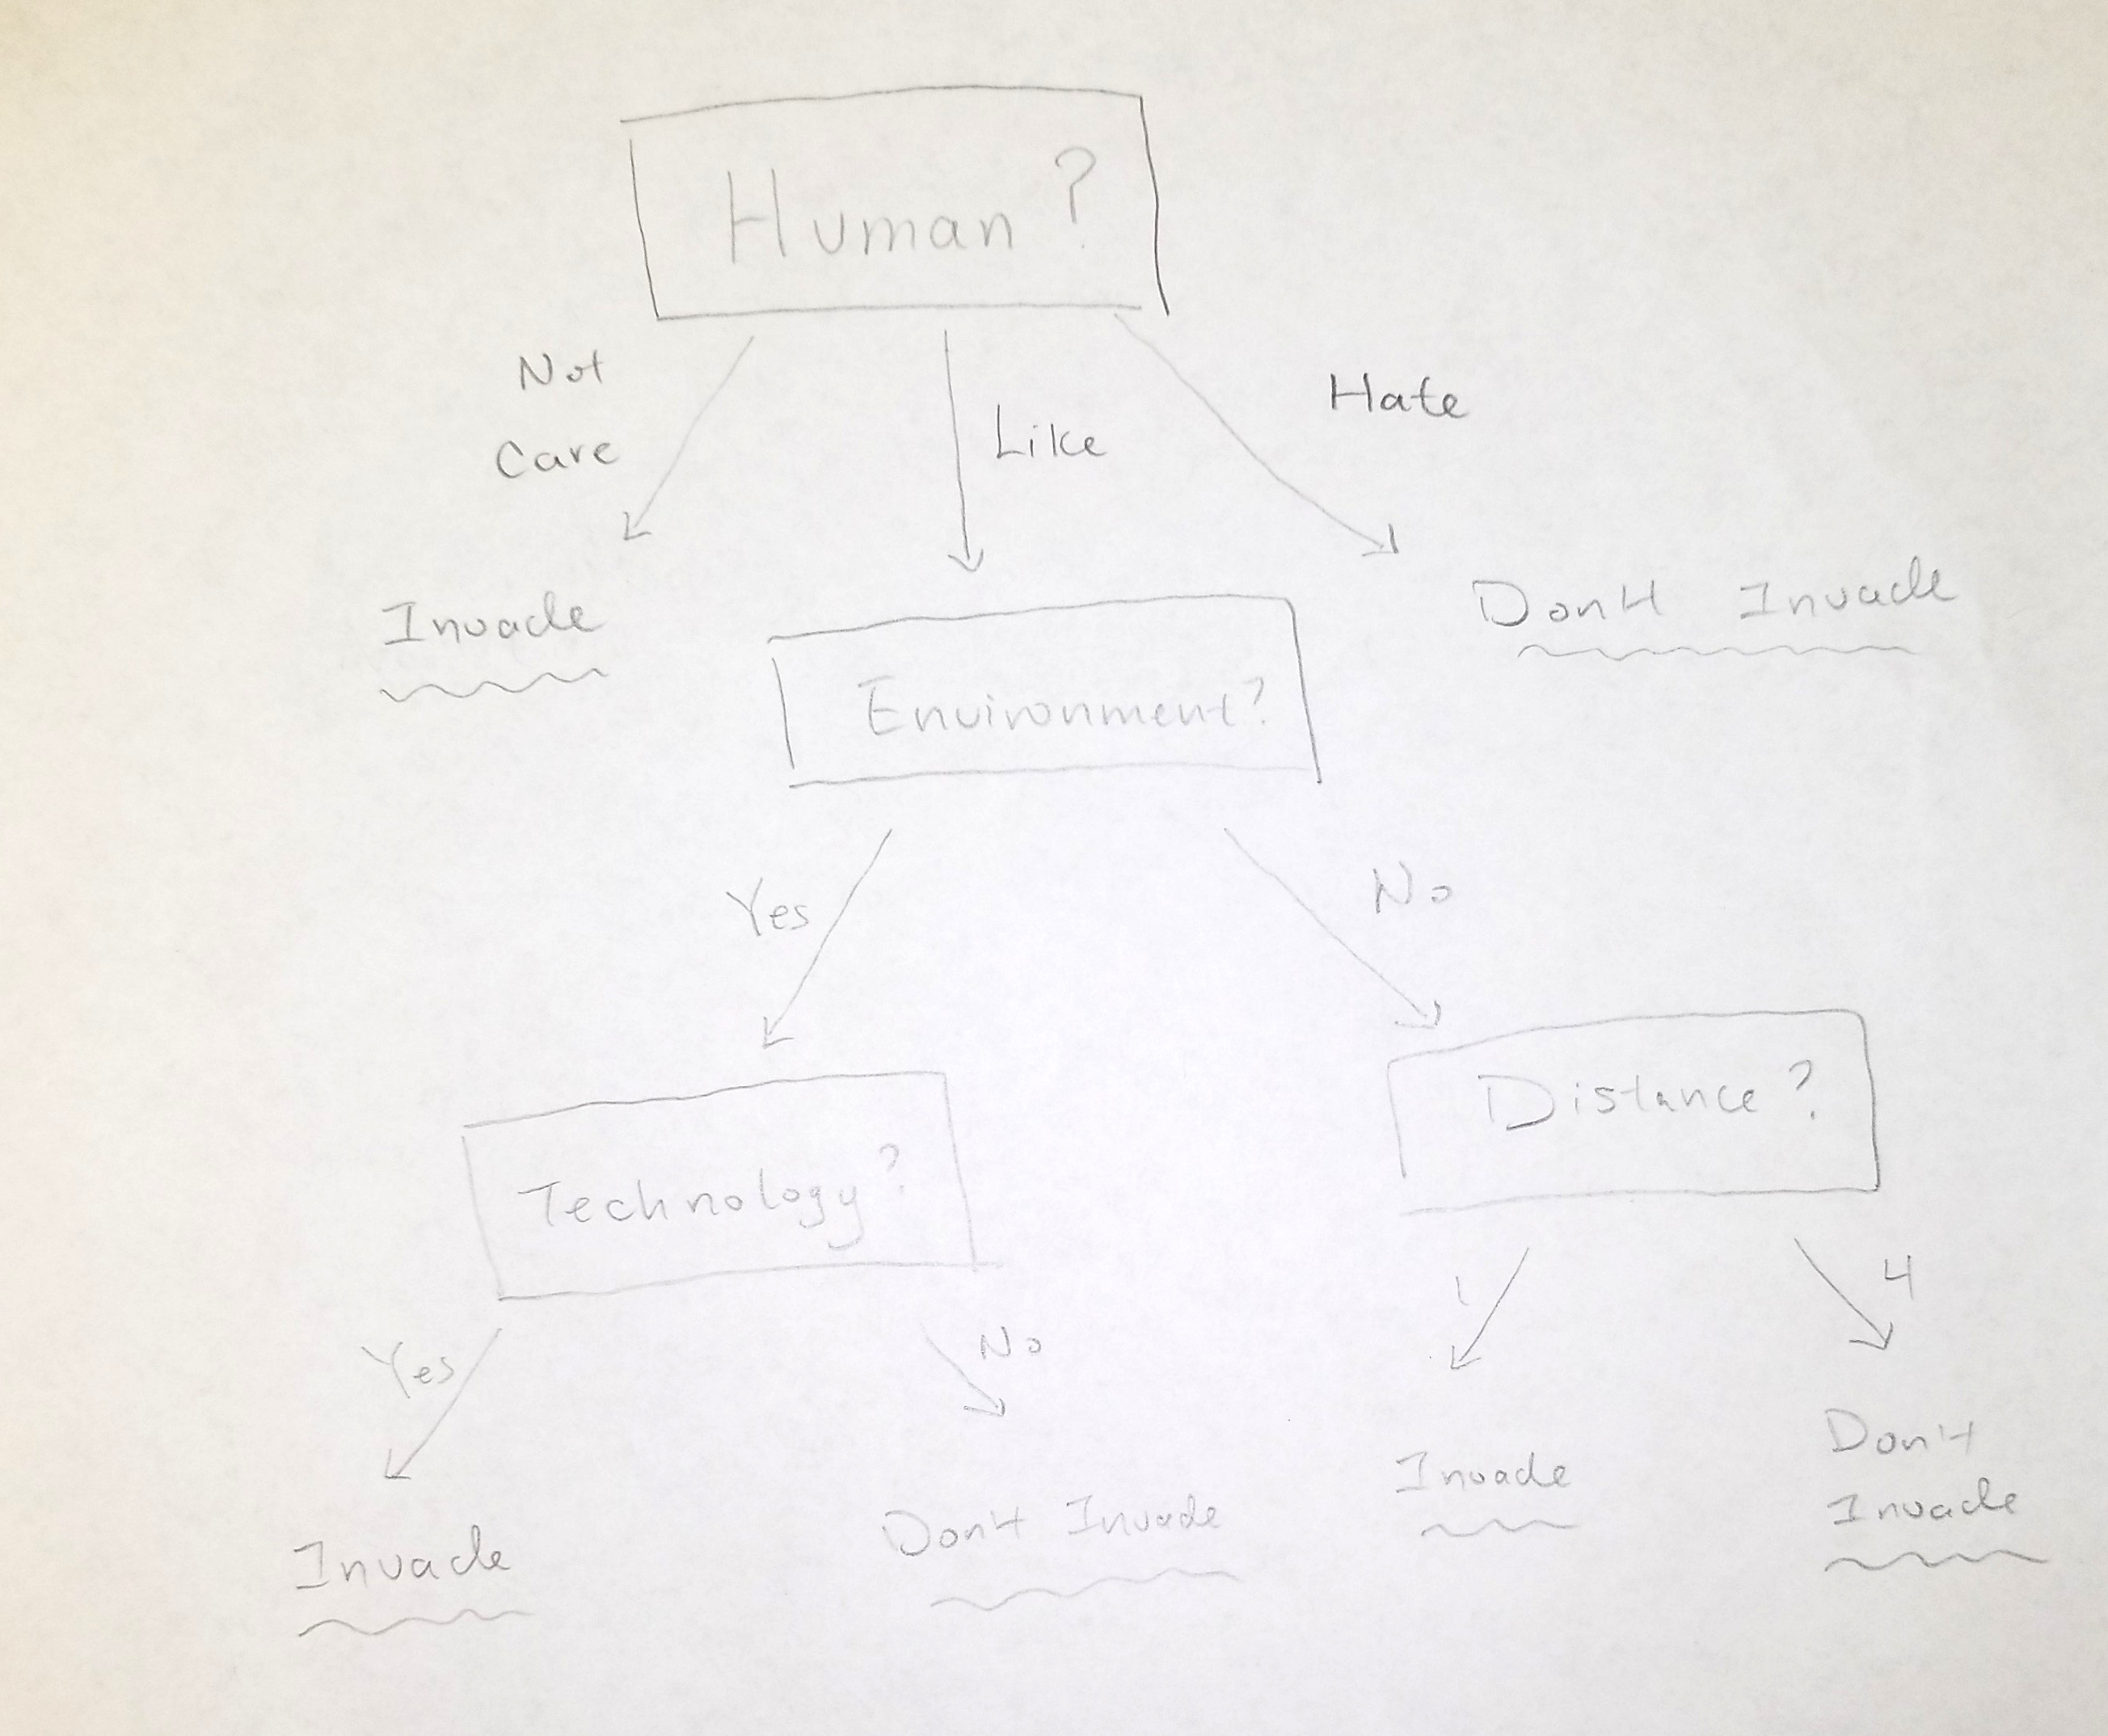 Human?
Not
Care
Like
Hate
Invade
Don't Invade
Environment?
Yes
No
Technology?
Distance?
Yes
No
1
4
Invade
Don't Invade
Invade
Don't
Invade